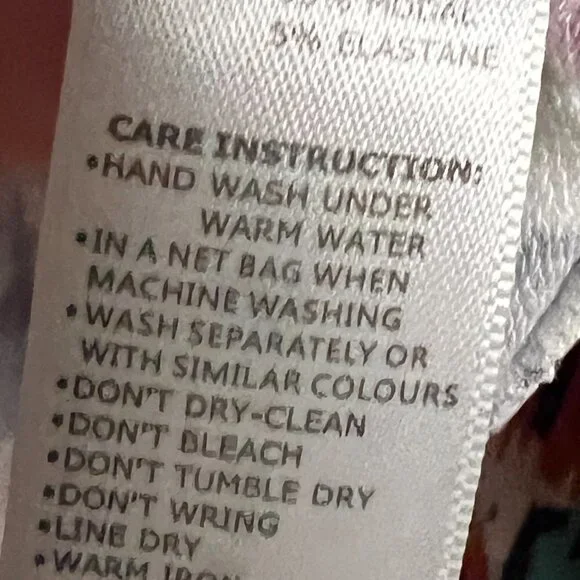 % MODAL
5% ELASTANE
CARE INSTRUCTION:
•HAND WASH UNDER
WARM WATER
•IN A NET BAG WHEN
MACHINE WASHING
•WASH SEPARATELY OR
WITH SIMILAR COLOURS
•DON'T DRY-CLEAN
•DON'T BLEACH
•DON'T TUMBLE DRY
•DON'T WRING
•LINE DRY
•WARM IRON